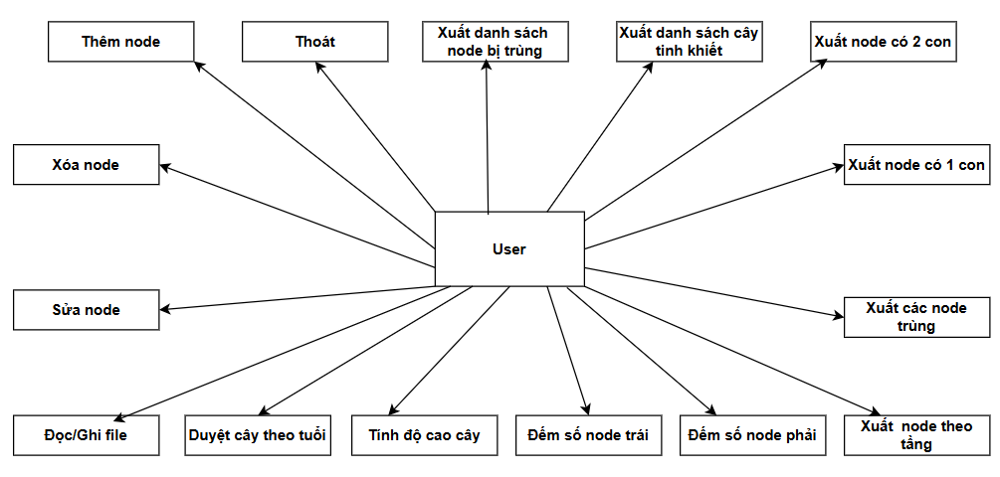 Thêm node
Thoát
Xuất danh sách
node bị trùng
Xuất danh sách cây
tinh khiết
Xuất node có 2 con
Xóa node
Xuất node có 1 con
User
Sửa node
Xuất các node
trùng
Đọc/Ghi file
Duyệt cây theo tuổi
Tính độ cao cây
Đếm số node trái
Đếm số node phải
Xuất node theo
tầng